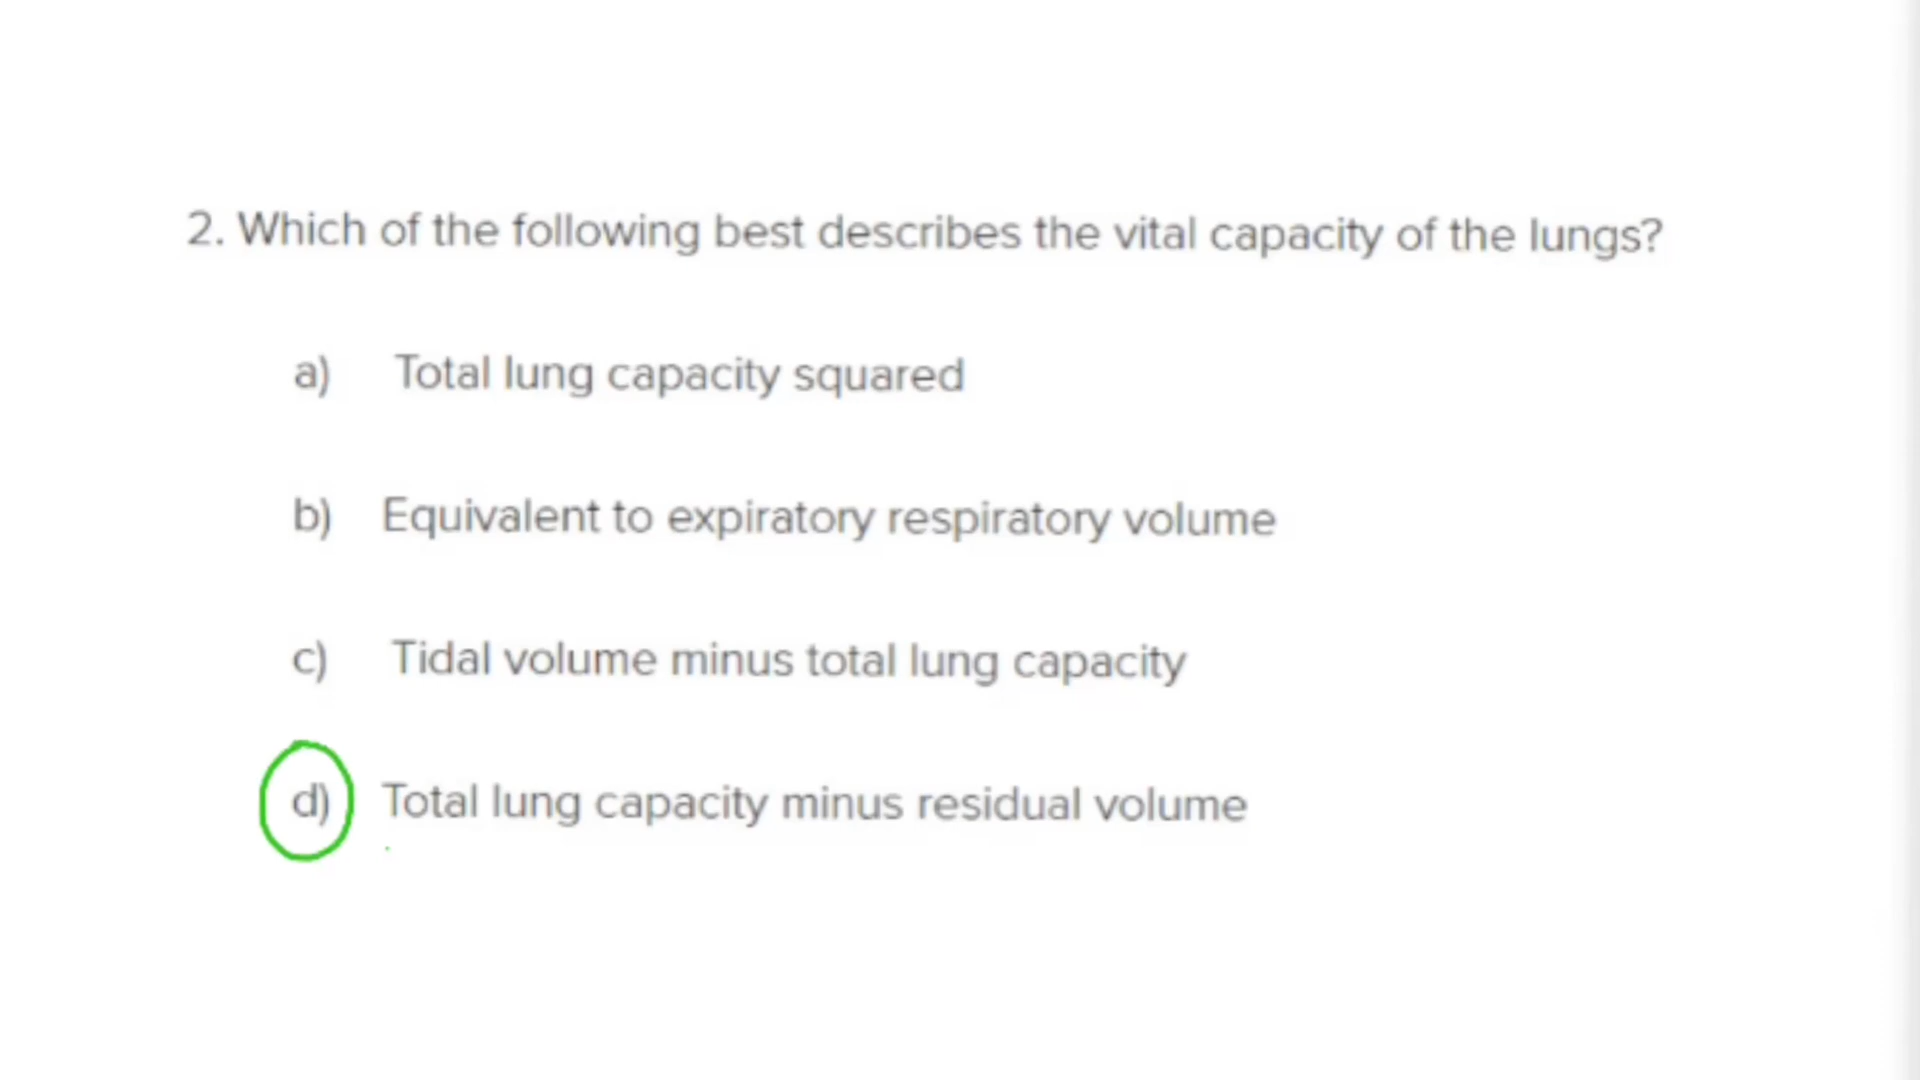 2. Which of the following best describes the vital capacity of the lungs?
a) Total lung capacity squared
b) Equivalent to expiratory respiratory volume
c) Tidal volume minus total lung capacity
d) Total lung capacity minus residual volume